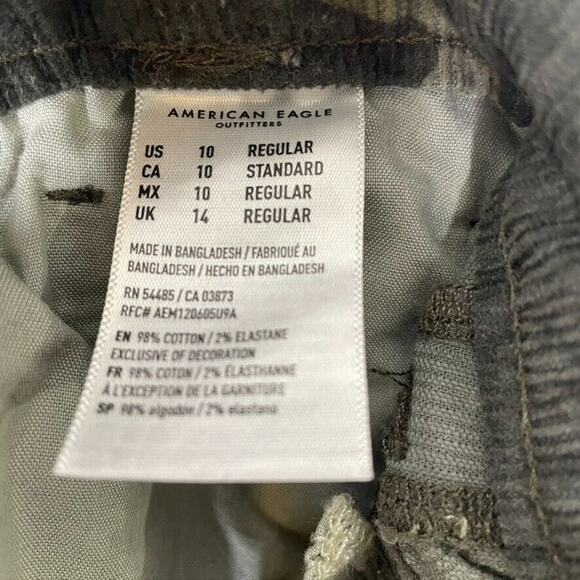 AMERICAN EAGLE
OUTFITTERS
US 10 REGULAR
CA 10 STANDARD
MX 10 REGULAR
UK 14 REGULAR
MADE IN BANGLADESH / FABRIQUÉ AU
BANGLADESH / HECHO EN BANGLADESH
RN 54485 / CA 03873
RFC# AEM120605U9A
EN 98% COTTON / 2% ELASTANE
EXCLUSIVE OF DECORATION
FR 98% COTON / 2% ÉLASTHANNE
À L'EXCEPTION DE LA GARNITURE
SP 98% algodon / 2% elastano